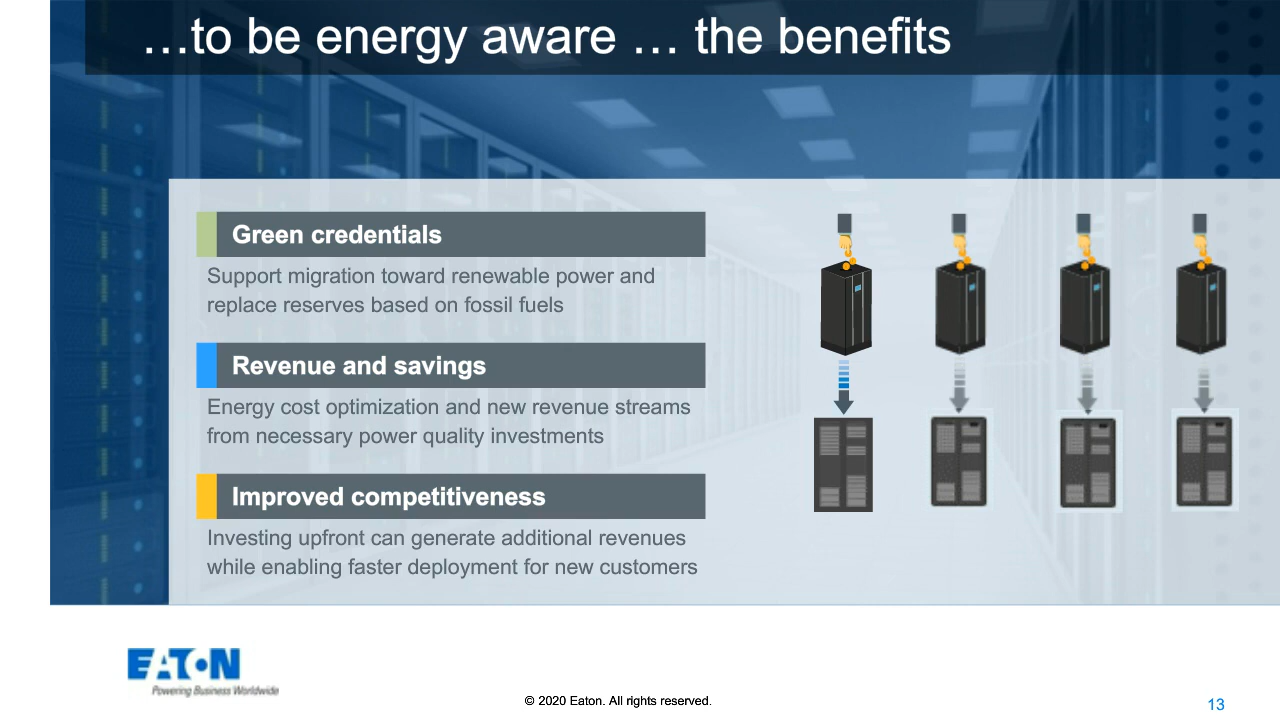 …to be energy aware … the benefits
Green credentials
Support migration toward renewable power and
replace reserves based on fossil fuels
Revenue and savings
Energy cost optimization and new revenue streams
from necessary power quality investments
Improved competitiveness
Investing upfront can generate additional revenues
while enabling faster deployment for new customers
EATON
Powering Business Worldwide
© 2020 Eaton. All rights reserved.
13